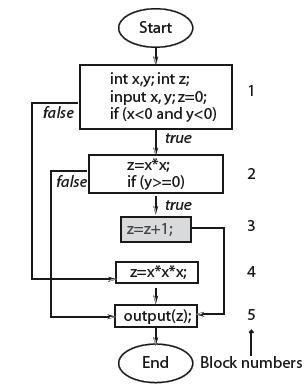 Start
int x,y; int z;
input x, y; z=0;
if (x<0 and y<0)
1
false
true
z=x*x;
if (y>=0)
2
false
true
z=z+1;
3
z=x*x*x;
4
output(z);
5
End
Block numbers